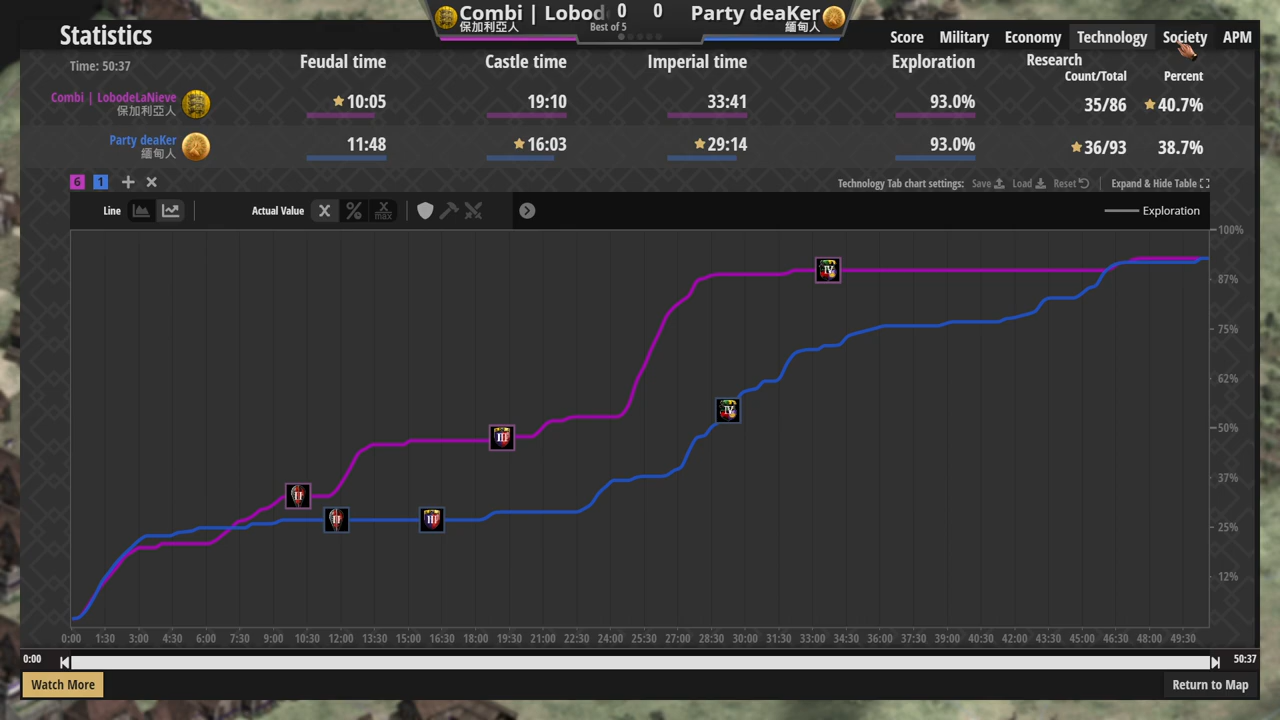 Combi | Lobod 0 0 Party deaKer
保加利亞人 Best of 5 緬甸人
Statistics
Score Military Economy Technology Society APM
Time: 50:37
Feudal time Castle time Imperial time Exploration Research
Count/Total Percent
Combi | LobodeLaNieve
保加利亞人
10:05 19:10 33:41 93.0% 35/86 40.7%
Party deaKer
緬甸人
11:48 16:03 29:14 93.0% 36/93 38.7%
6 1 + ×
Technology Tab chart settings: Save Load Reset Expand & Hide Table
Line Actual Value X % X/max
Exploration
100%
87%
75%
62%
50%
37%
25%
12%
IV
IV
III
II
II
III
0:00 1:30 3:00 4:30 6:00 7:30 9:00 10:30 12:00 13:30 15:00 16:30 18:00 19:30 21:00 22:30 24:00 25:30 27:00 28:30 30:00 31:30 33:00 34:30 36:00 37:30 39:00 40:30 42:00 43:30 45:00 46:30 48:00 49:30
0:00 50:37
Watch More Return to Map